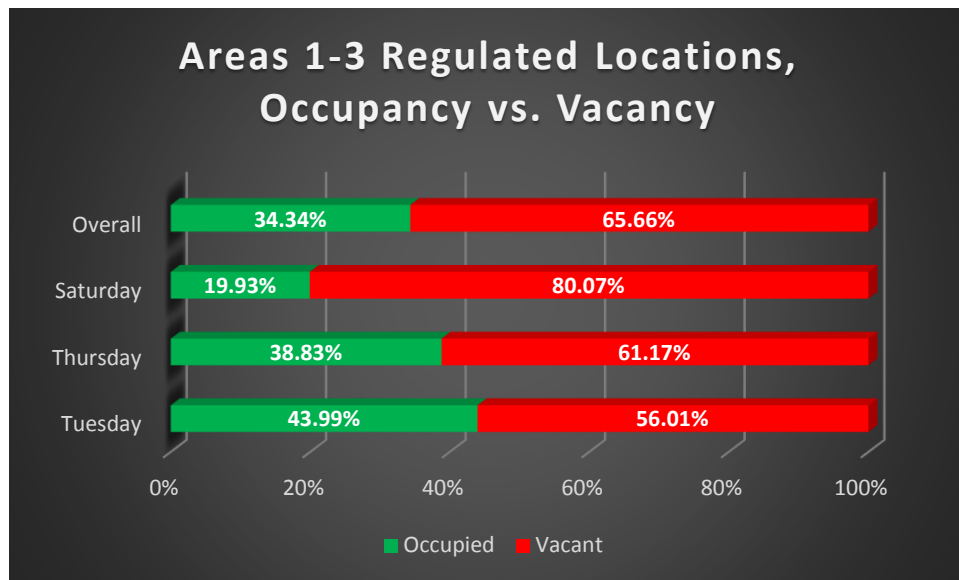 Areas 1-3 Regulated Locations,
Occupancy vs. Vacancy
Overall 34.34% 65.66%
Saturday 19.93% 80.07%
Thursday 38.83% 61.17%
Tuesday 43.99% 56.01%
0% 20% 40% 60% 80% 100%
Occupied Vacant